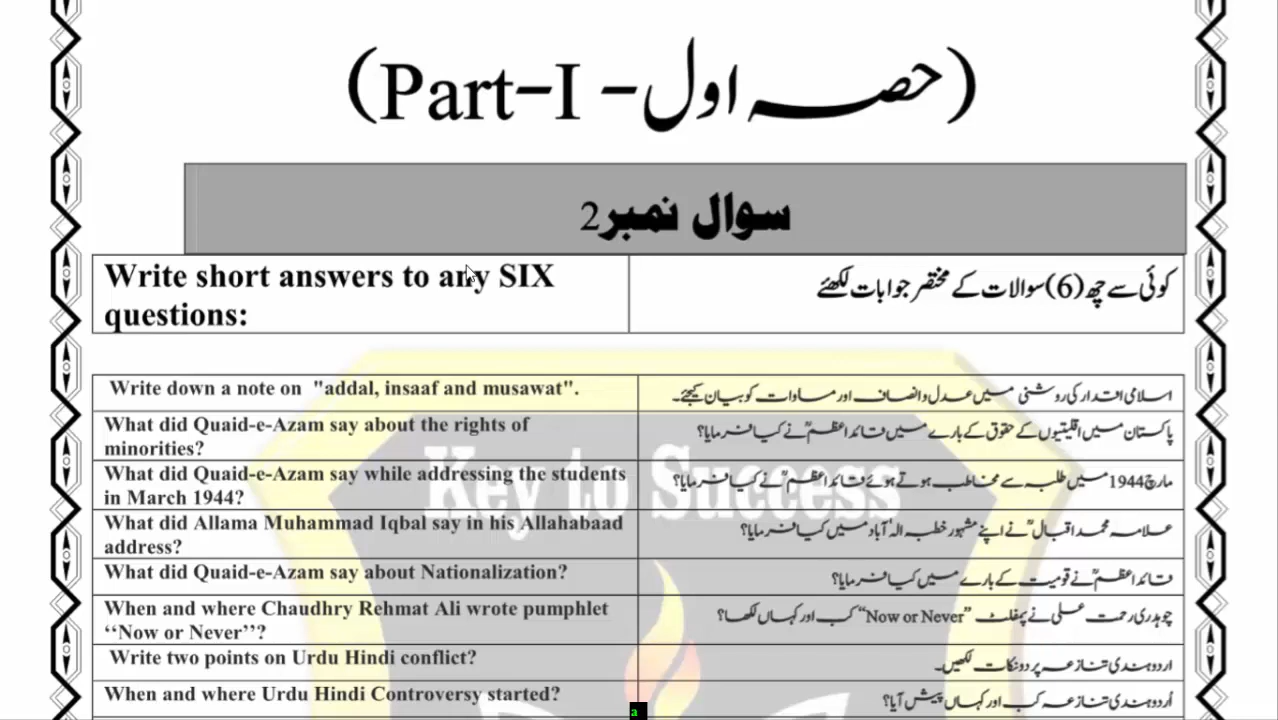 (Part-I - حصہ اول)
سوال نمبر2
Write short answers to any SIX
questions:
کوئی سے چھ(6)سوالات کے مختصر جوابات لکھئے
Write down a note on "addal, insaaf and musawat".
اسلامی اقدار کی روشنی میں عدل و انصاف اور مساوات کو بیان کیجئے۔
What did Quaid-e-Azam say about the rights of
minorities?
پاکستان میں اقلیتیوں کے حقوق کے بارے میں قائداعظمؒ نے کیا فرمایا؟
What did Quaid-e-Azam say while addressing the students
in March 1944?
مارچ1944میں طلبہ سے مخاطب ہوتے ہوئے قائداعظمؒ نے کیا فرمایا؟
What did Allama Muhammad Iqbal say in his Allahabaad
address?
علامہ محمد اقبالؒ نے اپنے مشہور خطبہ الہٰ آباد میں کیا فرمایا؟
What did Quaid-e-Azam say about Nationalization?
قائداعظمؒ نے قومیت کے بارے میں کیا فرمایا؟
When and where Chaudhry Rehmat Ali wrote pumphlet
‘‘Now or Never’’?
چوہدری رحمت علی نے پمفلٹ “Now or Never” کب اور کہاں لکھا؟
Write two points on Urdu Hindi conflict?
اردو ہندی تنازعہ پر دو نکات لکھیں۔
When and where Urdu Hindi Controversy started?
اُردو ہندی تنازعہ کب اور کہاں پیش آیا؟
Key to Success
a